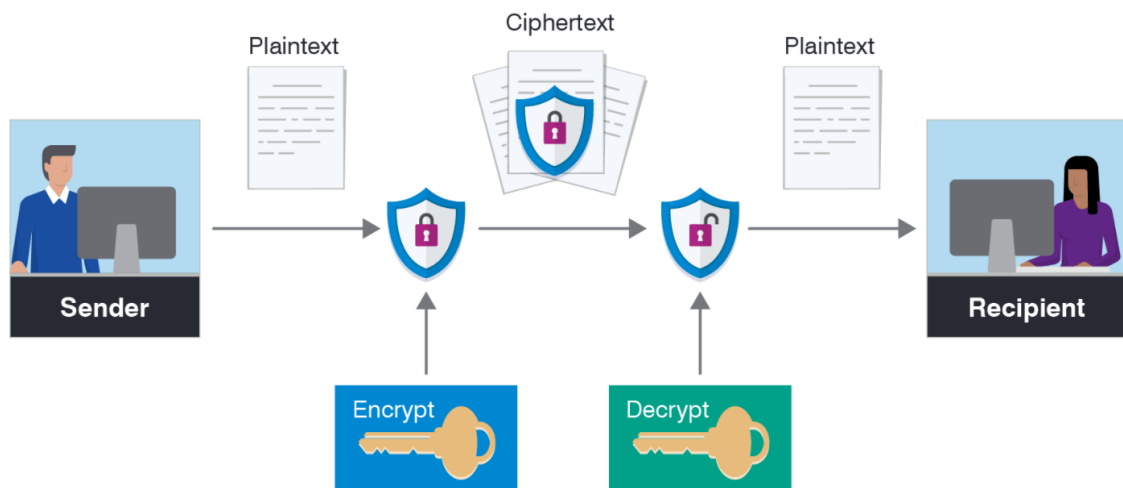 Ciphertext
Plaintext
Plaintext
Sender
Recipient
Encrypt
Decrypt